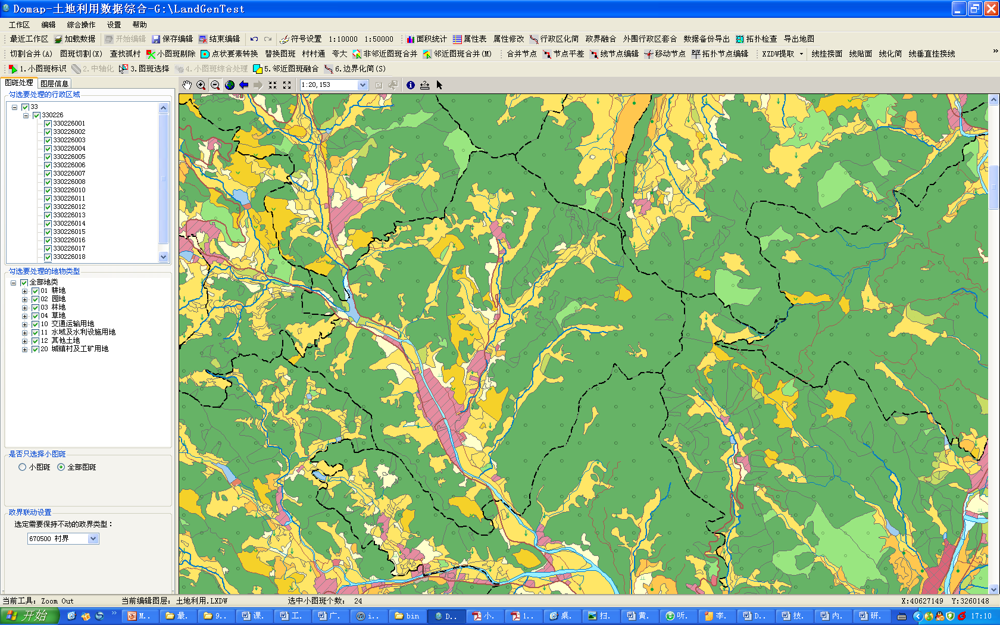 Domap-土地利用数据综合-G:\LandGenTest
工作区 编辑 综合操作 设置 帮助
最近工作区 加载数据 开始编辑 保存编辑 结束编辑 符号设置 1:10000 1:50000 面积统计 属性表 属性修改 行政区化简 政界融合 外围行政区套合 数据备份导出 拓扑检查 导出地图
切割合并(A) 图斑切割(X) 查找孤村 小图斑剔除 点状要素转换 替换图斑 村村通 夸大 非邻近图斑合并 邻近图斑合并(M) 合并节点 节点平差 线节点编辑 移动节点 拓扑节点编辑 XZDW提取 线挂接面 线贴面 线化简 线垂直挂接线 »
1.小图斑标识 2.中轴化 3.图斑选择 4.小图斑综合处理 5.邻近图斑融合 6.边界化简(S)
图斑处理 图层信息
1:20,153
勾选要处理的行政区域
33
330226
330226001
330226002
330226003
330226004
330226005
330226006
330226007
330226008
330226010
330226011
330226012
330226013
330226014
330226015
330226016
330226017
330226018
勾选要处理的地物类型
全部地类
01 耕地
02 园地
03 林地
04 草地
10 交通运输用地
11 水域及水利设施用地
12 其他土地
20 城镇村及工矿用地
是否只选择小图斑
小图斑 全部图斑
政界联动设置
选定需要保持不动的政界类型：
670500 村界
当前工具: Zoom Out 当前编辑图层: 土地利用.LXDW 选中小图斑个数: 24 X:40627149 Y:3260148
开始 » M.. 最. 9.. 课. 工. 广. i.. bin D.. 小. 1.. 桌. 扫. 黄. 听. 李. D.. 技. 内. 研. 17:10